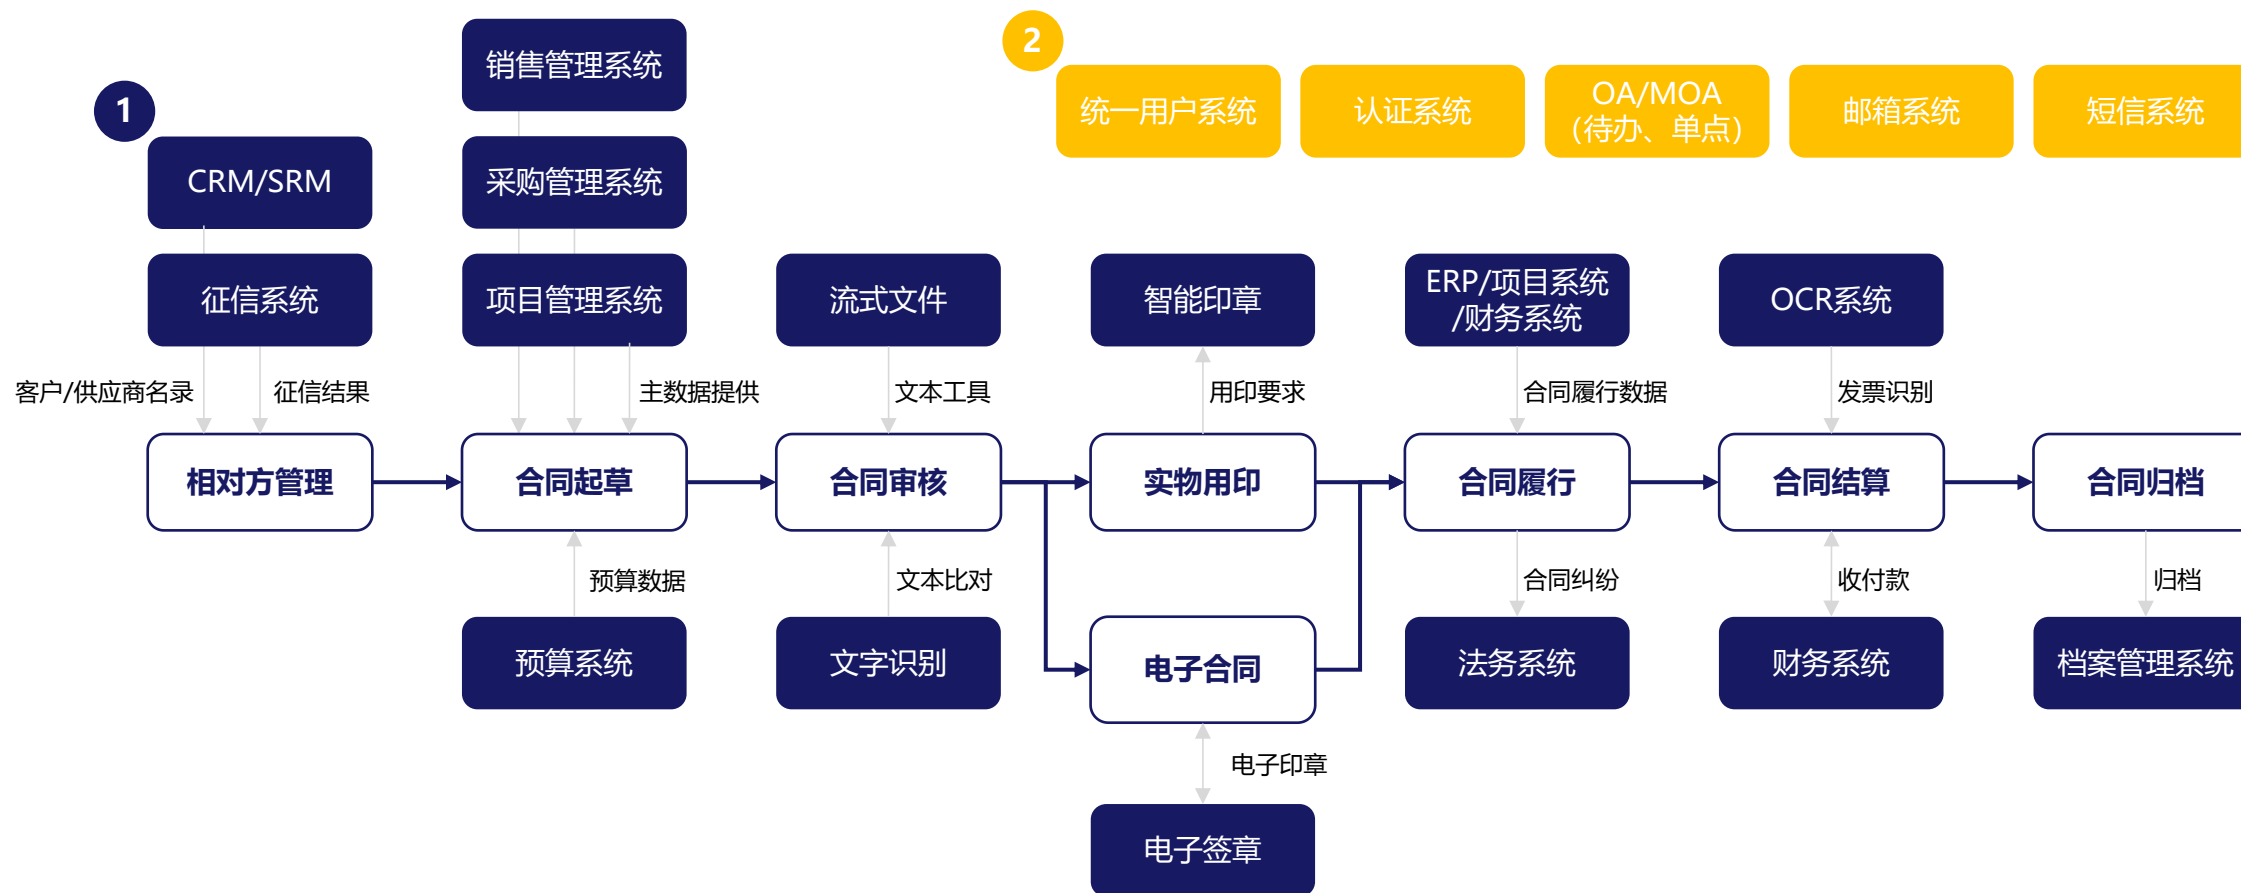 1
2
销售管理系统
统一用户系统
认证系统
OA/MOA
（待办、单点）
邮箱系统
短信系统
CRM/SRM
采购管理系统
征信系统
项目管理系统
流式文件
智能印章
ERP/项目系统
/财务系统
OCR系统
客户/供应商名录
征信结果
主数据提供
文本工具
用印要求
合同履行数据
发票识别
相对方管理
合同起草
合同审核
实物用印
合同履行
合同结算
合同归档
预算数据
文本比对
合同纠纷
收付款
归档
预算系统
文字识别
电子合同
法务系统
财务系统
档案管理系统
电子印章
电子签章